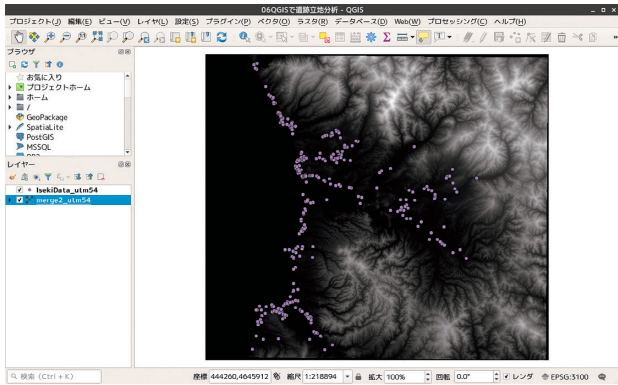 06QGISで遺跡立地分析 - QGIS
プロジェクト(J) 編集(E) ビュー(V) レイヤ(L) 設定(S) プラグイン(P) ベクタ(O) ラスタ(R) データベース(D) Web(W) プロセッシング(C) ヘルプ(H)
ブラウザ
お気に入り
プロジェクトホーム
ホーム
/
GeoPackage
SpatiaLite
PostGIS
MSSQL
レイヤー
IsekiData_utm54
merge2_utm54
検索 (Ctrl + K)
座標 444260,4645912 縮尺 1:218894 拡大 100% 回転 0.0° レンダ EPSG:3100